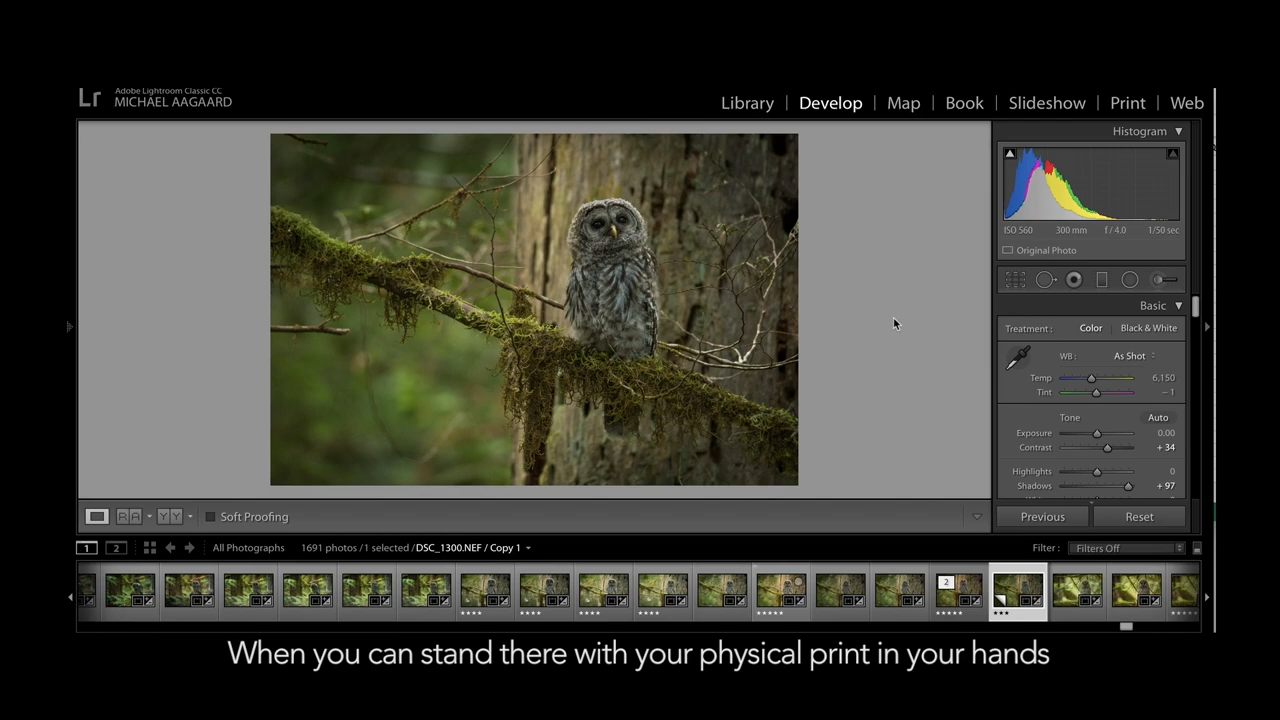 Lr
Adobe Lightroom Classic CC
MICHAEL AAGAARD
Library | Develop | Map | Book | Slideshow | Print | Web
Histogram
ISO 560 300 mm f / 4.0 1/50 sec
Original Photo
Basic
Treatment : Color Black & White
WB : As Shot
Temp 6,150
Tint − 1
Tone Auto
Exposure 0.00
Contrast + 34
Highlights 0
Shadows + 97
Previous Reset
R A Y Y Soft Proofing
1 2 All Photographs 1691 photos / 1 selected / DSC_1300.NEF / Copy 1 Filter : Filters Off
2
When you can stand there with your physical print in your hands